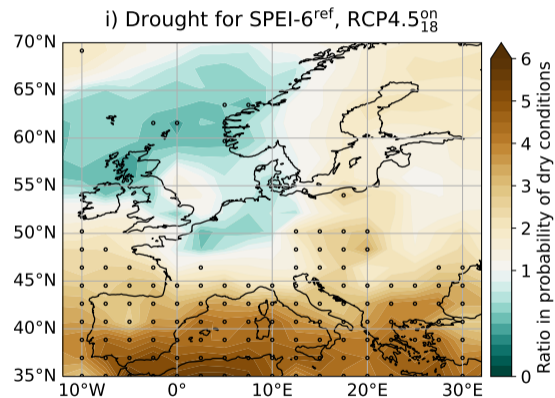 i) Drought for SPEI-6ref, RCP4.5on18
70°N
65°N
60°N
55°N
50°N
45°N
40°N
35°N
10°W 0° 10°E 20°E 30°E
6
5
4
3
2
1
0
Ratio in probability of dry conditions